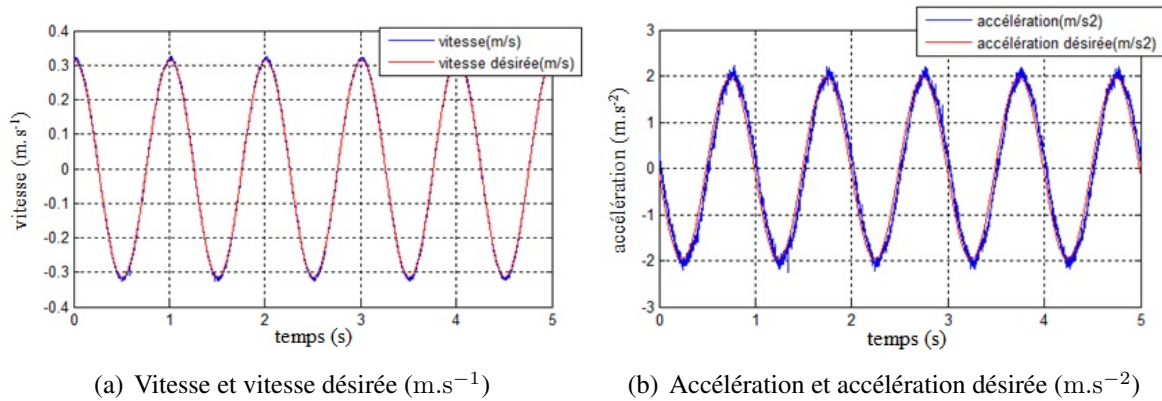 vitesse(m/s)
vitesse désirée(m/s)
0.4
0.3
0.2
0.1
0
-0.1
-0.2
-0.3
-0.4
vitesse (m. s⁻¹)
0 1 2 3 4 5
temps (s)
(a) Vitesse et vitesse désirée (m.s⁻¹)
accélération(m/s2)
accélération désirée(m/s2)
3
2
1
0
-1
-2
-3
accélération (m. s⁻²)
0 1 2 3 4 5
temps (s)
(b) Accélération et accélération désirée (m.s⁻²)